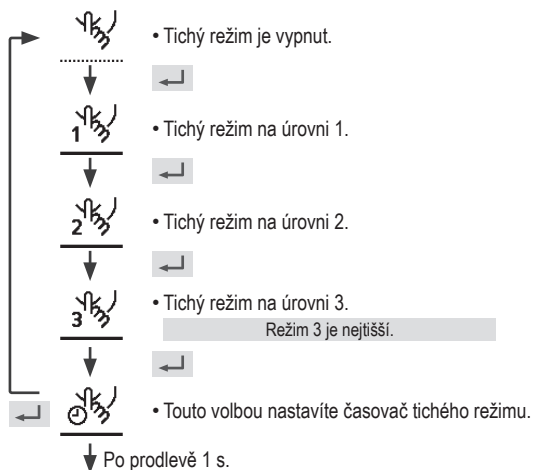 • Tichý režim je vypnut.
1
• Tichý režim na úrovni 1.
2
• Tichý režim na úrovni 2.
3
• Tichý režim na úrovni 3.
Režim 3 je nejtišší.
• Touto volbou nastavíte časovač tichého režimu.
Po prodlevě 1 s.